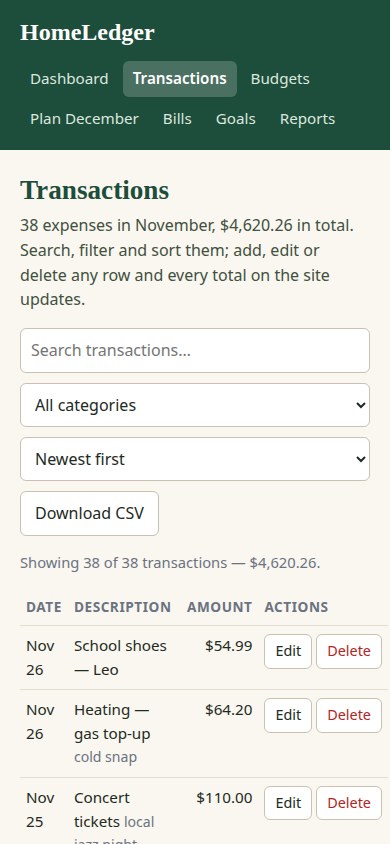 HomeLedger
Dashboard Transactions Budgets
Plan December Bills Goals Reports
Transactions
38 expenses in November, $4,620.26 in total.
Search, filter and sort them; add, edit or
delete any row and every total on the site
updates.
Search transactions...
All categories
Newest first
Download CSV
Showing 38 of 38 transactions — $4,620.26.
DATE DESCRIPTION AMOUNT ACTIONS
Nov School shoes $54.99 Edit Delete
26 — Leo
Nov Heating — $64.20 Edit Delete
26 gas top-up
cold snap
Nov Concert $110.00 Edit Delete
25 tickets local
jazz night